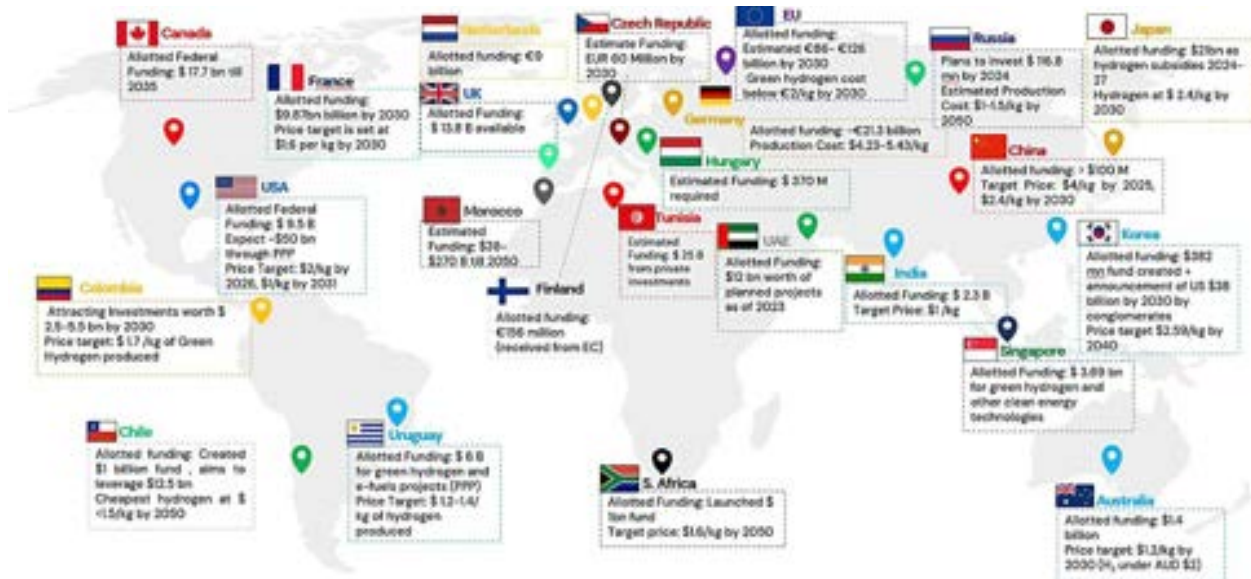 Canada
Allotted Federal
Funding: $ 17.7 bn till
2035
France
Allotted funding:
$9.87bn billion by 2030
Price target is set at
$1.6 per kg by 2030
Netherlands
Allotted funding: €9
billion
UK
Allotted Funding:
$ 13.8 B available
Czech Republic
Estimate Funding:
EUR 60 Million by
2030
EU
Allotted funding:
Estimated €86- €126
billion by 2030
Green hydrogen cost
below €2/kg by 2030
Germany
Allotted funding: ~€21.3 billion
Production Cost: $4.23-5.43/kg
Russia
Plans to invest $ 116.8
mn by 2024
Estimated Production
Cost: $1-1.5/kg by
2050
Japan
Allotted funding:
$21bn as
hydrogen subsidies 2024-
27
Hydrogen at $ 2.4/kg by
2030
Hungary
Estimated Funding: $ 370 M
required
China
Allotted funding: > $100 M
Target Price: $4/kg by 2025,
$2.4/kg by 2030
USA
Allotted Federal
Funding: $ 9.5 B
Expect ~$50 bn
through PPP
Price Target: $2/kg by
2026, $1/kg by 2031
Morocco
Estimated
Funding: $38-
$270 B till 2050
Tunisia
Estimated
Funding: $ 25 B
from private
investments
UAE
Allotted Funding:
$12 bn worth of
planned projects
as of 2023
India
Allotted Funding: $ 2.3 B
Target Price: $1 /kg
Korea
Allotted funding: $382
mn fund created +
announcement of US $38
billion by 2030 by
conglomerates
Price target $2.59/kg by
2040
Colombia
Attracting Investments worth $
2.5-5.5 bn by 2030
Price target: $ 1.7 /kg of Green
Hydrogen produced
Finland
Allotted funding:
€156 million
(received from EC)
Singapore
Allotted Funding: $ 3.69 bn
for green hydrogen and
other clean energy
technologies
Chile
Allotted funding: Created
$1 billion fund , aims to
leverage $12.5 bn
Cheapest hydrogen at $
<1.5/kg by 2050
Uruguay
Allotted Funding: $ 6 B
for green hydrogen and
e-fuels projects (PPP)
Price Target: $ 1.2-1.4/
kg of hydrogen
produced
S. Africa
Allotted Funding: Launched $
1bn fund
Target price: $1.6/kg by 2050
Australia
Allotted funding: $1.4
billion
Price target: $1.3/kg by
2030 (H₂ under AUD $2)